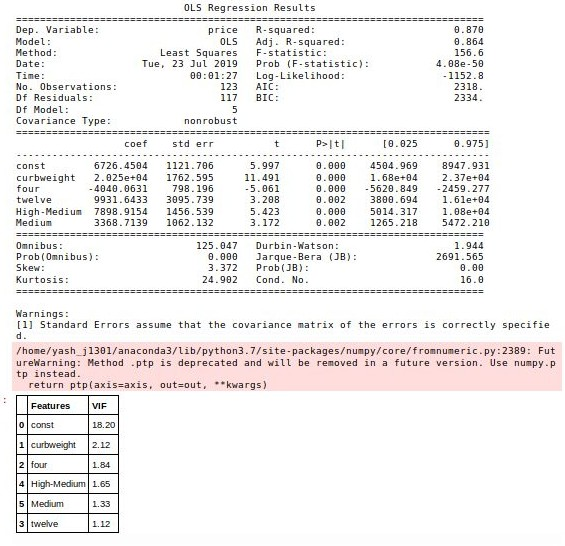 OLS Regression Results
==============================================================================
Dep. Variable: price R-squared: 0.870
Model: OLS Adj. R-squared: 0.864
Method: Least Squares F-statistic: 156.6
Date: Tue, 23 Jul 2019 Prob (F-statistic): 4.08e-50
Time: 00:01:27 Log-Likelihood: -1152.8
No. Observations: 123 AIC: 2318.
Df Residuals: 117 BIC: 2334.
Df Model: 5
Covariance Type: nonrobust
===============================================================================
coef std err t P>|t| [0.025 0.975]
-------------------------------------------------------------------------------
const 6726.4504 1121.706 5.997 0.000 4504.969 8947.931
curbweight 2.025e+04 1762.595 11.491 0.000 1.68e+04 2.37e+04
four -4040.0631 798.196 -5.061 0.000 -5620.849 -2459.277
twelve 9931.6433 3095.739 3.208 0.002 3800.694 1.61e+04
High-Medium 7898.9154 1456.539 5.423 0.000 5014.317 1.08e+04
Medium 3368.7139 1062.132 3.172 0.002 1265.218 5472.210
==============================================================================
Omnibus: 125.047 Durbin-Watson: 1.944
Prob(Omnibus): 0.000 Jarque-Bera (JB): 2691.565
Skew: 3.372 Prob(JB): 0.00
Kurtosis: 24.902 Cond. No. 16.0
==============================================================================
Warnings:
[1] Standard Errors assume that the covariance matrix of the errors is correctly specifie
d.
/home/yash_j1301/anaconda3/lib/python3.7/site-packages/numpy/core/fromnumeric.py:2389: Fut
ureWarning: Method .ptp is deprecated and will be removed in a future version. Use numpy.p
tp instead.
return ptp(axis=axis, out=out, **kwargs)
:
Features VIF
0 const 18.20
1 curbweight 2.12
2 four 1.84
4 High-Medium 1.65
5 Medium 1.33
3 twelve 1.12